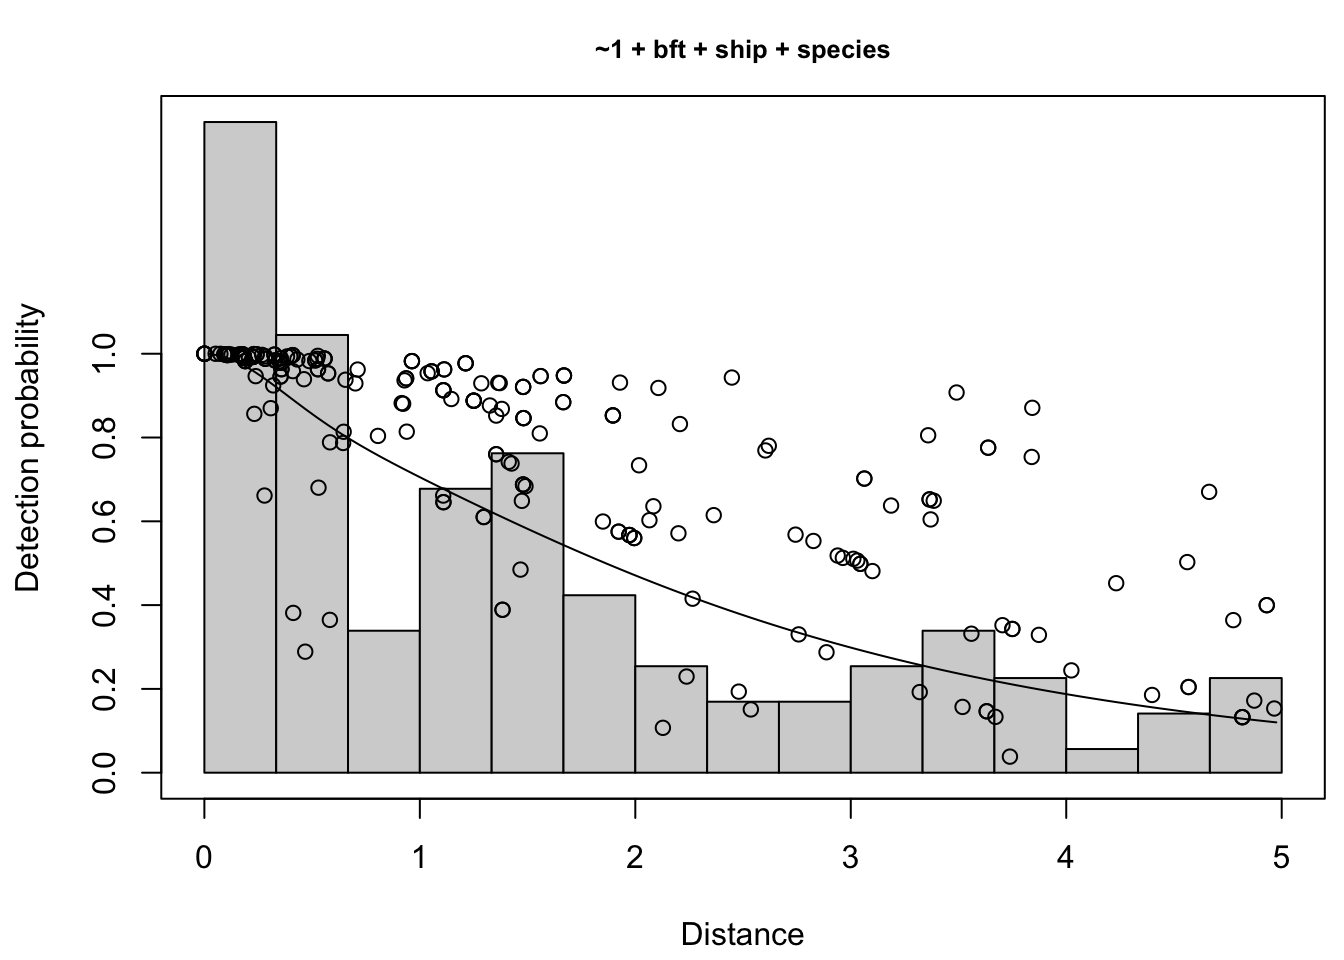 ~1 + bft + ship + species
Detection probability
1.0
0.8
0.6
0.4
0.2
0.0
0 1 2 3 4 5
Distance